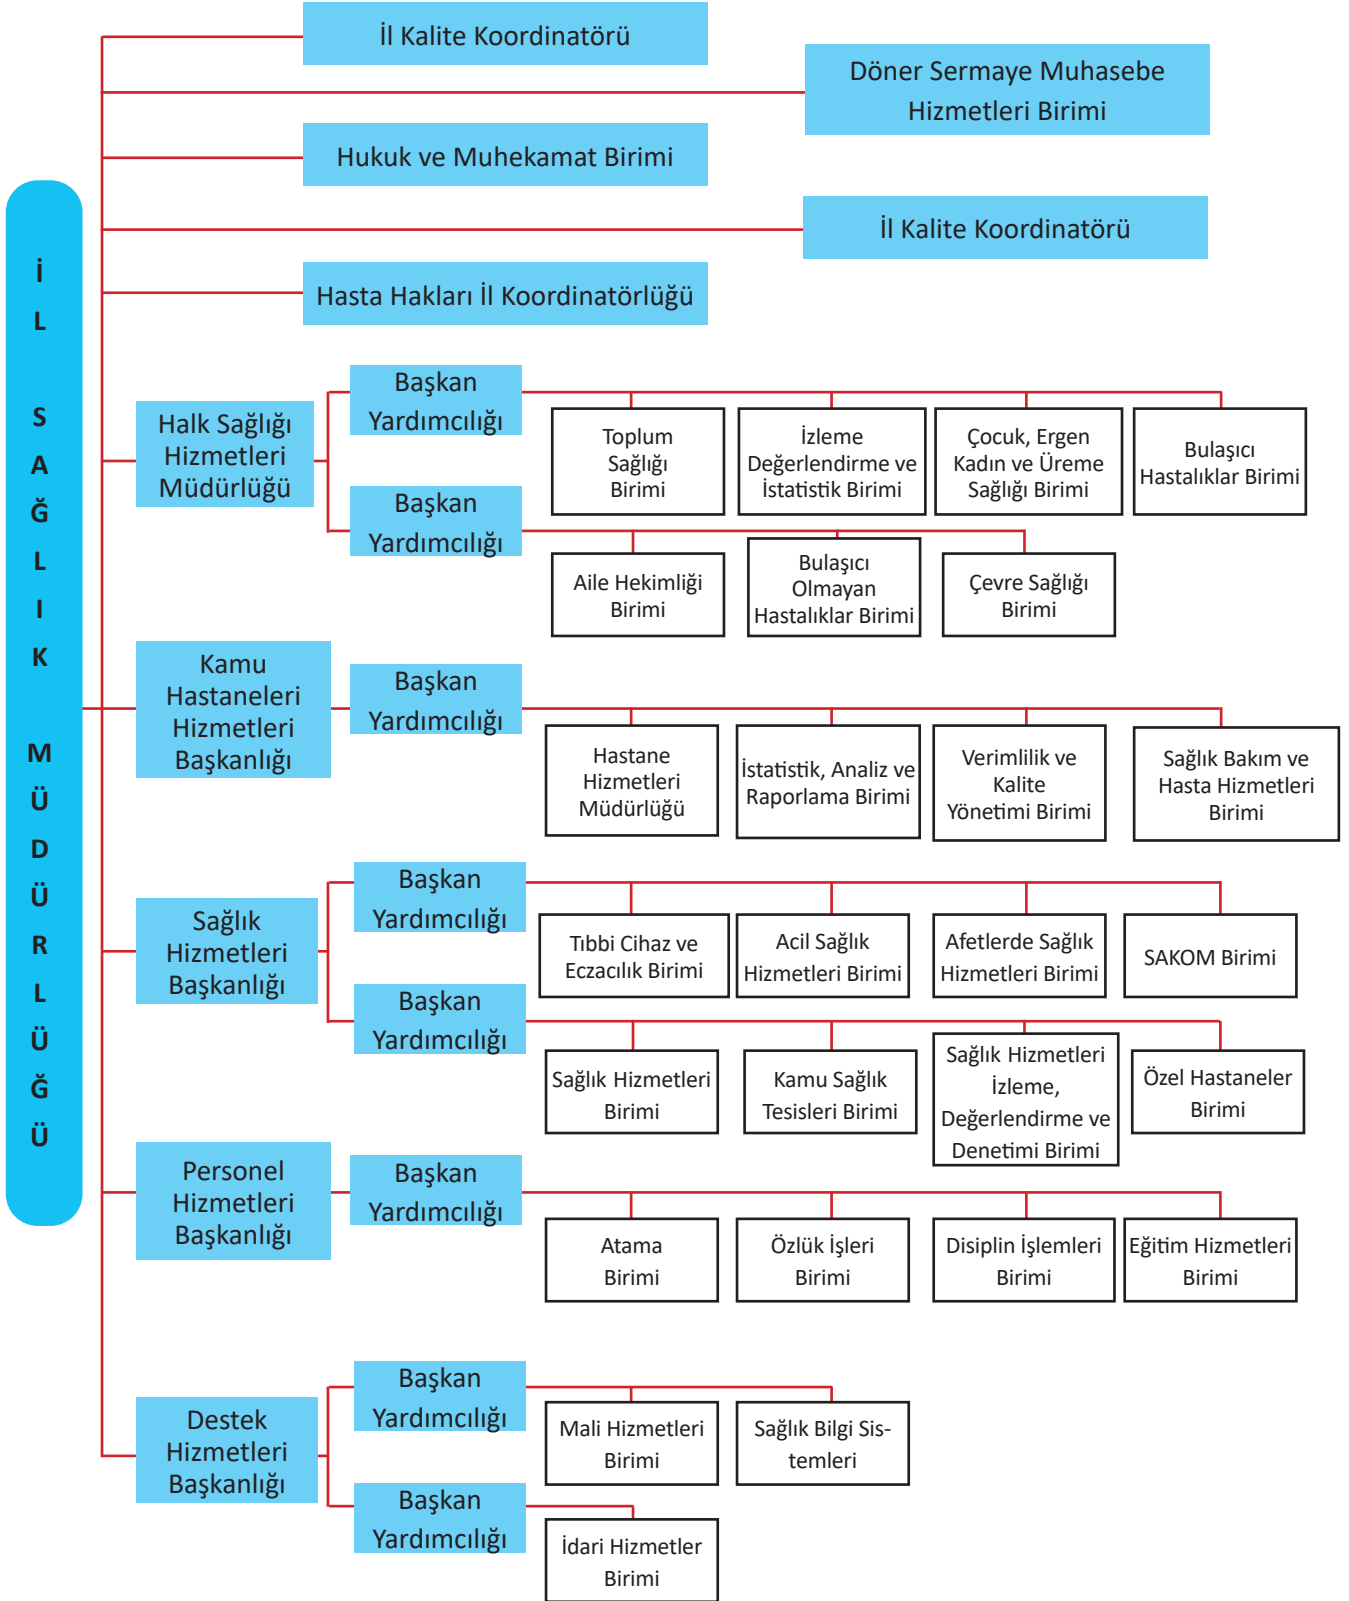 İl Kalite Koordinatörü
Döner Sermaye Muhasebe
Hizmetleri Birimi
Hukuk ve Muhekamat Birimi
İl Kalite Koordinatörü
Hasta Hakları İl Koordinatörlüğü
İL SAĞLIK MÜDÜRLÜĞÜ
Halk Sağlığı
Hizmetleri
Müdürlüğü
Başkan
Yardımcılığı
Toplum
Sağlığı
Birimi
İzleme
Değerlendirme ve
İstatistik Birimi
Çocuk, Ergen
Kadın ve Üreme
Sağlığı Birimi
Bulaşıcı
Hastalıklar Birimi
Başkan
Yardımcılığı
Aile Hekimliği
Birimi
Bulaşıcı
Olmayan
Hastalıklar Birimi
Çevre Sağlığı
Birimi
Kamu
Hastaneleri
Hizmetleri
Başkanlığı
Başkan
Yardımcılığı
Hastane
Hizmetleri
Müdürlüğü
İstatistik, Analiz ve
Raporlama Birimi
Verimlilik ve
Kalite
Yönetimi Birimi
Sağlık Bakım ve
Hasta Hizmetleri
Birimi
Sağlık
Hizmetleri
Başkanlığı
Başkan
Yardımcılığı
Tıbbi Cihaz ve
Eczacılık Birimi
Acil Sağlık
Hizmetleri Birimi
Afetlerde Sağlık
Hizmetleri Birimi
SAKOM Birimi
Başkan
Yardımcılığı
Sağlık Hizmetleri
Birimi
Kamu Sağlık
Tesisleri Birimi
Sağlık Hizmetleri
İzleme,
Değerlendirme ve
Denetimi Birimi
Özel Hastaneler
Birimi
Personel
Hizmetleri
Başkanlığı
Başkan
Yardımcılığı
Atama
Birimi
Özlük İşleri
Birimi
Disiplin İşlemleri
Birimi
Eğitim Hizmetleri
Birimi
Destek
Hizmetleri
Başkanlığı
Başkan
Yardımcılığı
Mali Hizmetleri
Birimi
Sağlık Bilgi Sis-
temleri
Başkan
Yardımcılığı
İdari Hizmetler
Birimi